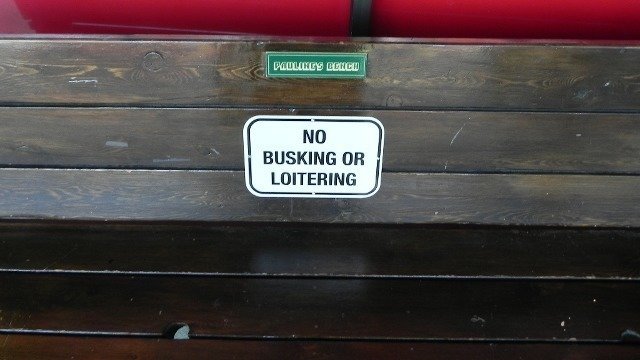 PAULINE'S BENCH
NO
BUSKING OR
LOITERING